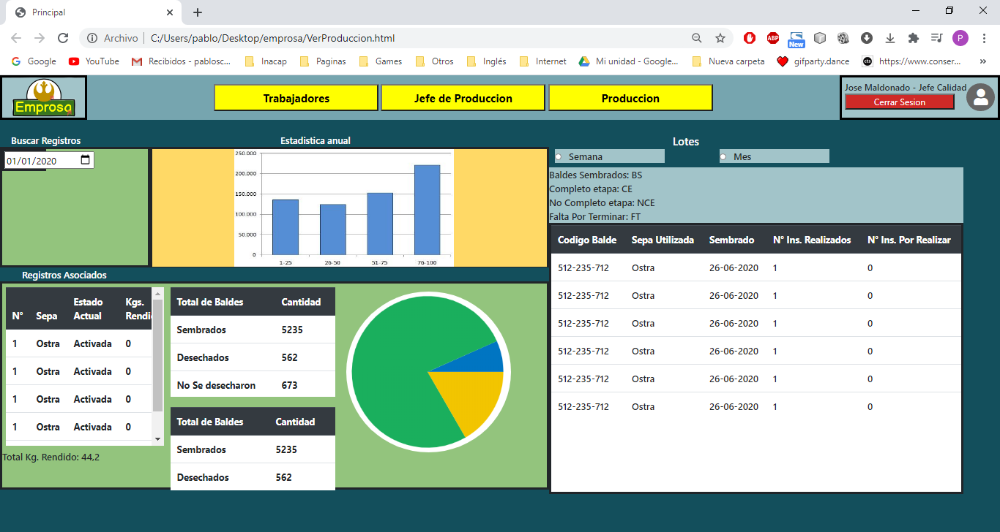 Principal
Archivo C:/Users/pablo/Desktop/emprosa/VerProduccion.html
ABP
New
P
Google YouTube Recibidos - pablosc... Inacap Paginas Games Otros Inglés Internet Mi unidad - Google... Nueva carpeta gifparty.dance cts https://www.conser... »
Emprosa
Trabajadores Jefe de Produccion Produccion
Jose Maldonado - Jefe Calidad
Cerrar Sesion
Buscar Registros
01/01/2020
Estadistica anual
250.000
200.000
150.000
100.000
50.000
0
1-25 26-50 51-75 76-100
Lotes
Semana Mes
Baldes Sembrados: BS
Completo etapa: CE
No Completo etapa: NCE
Falta Por Terminar: FT
Codigo Balde Sepa Utilizada Sembrado N° Ins. Realizados N° Ins. Por Realizar
512-235-712 Ostra 26-06-2020 1 0
512-235-712 Ostra 26-06-2020 1 0
512-235-712 Ostra 26-06-2020 1 0
512-235-712 Ostra 26-06-2020 1 0
512-235-712 Ostra 26-06-2020 1 0
512-235-712 Ostra 26-06-2020 1 0
Registros Asociados
N° Sepa Estado Actual Kgs. Rendi
1 Ostra Activada 0
1 Ostra Activada 0
1 Ostra Activada 0
1 Ostra Activada 0
Total Kg. Rendido: 44,2
Total de Baldes Cantidad
Sembrados 5235
Desechados 562
No Se desecharon 673
Total de Baldes Cantidad
Sembrados 5235
Desechados 562